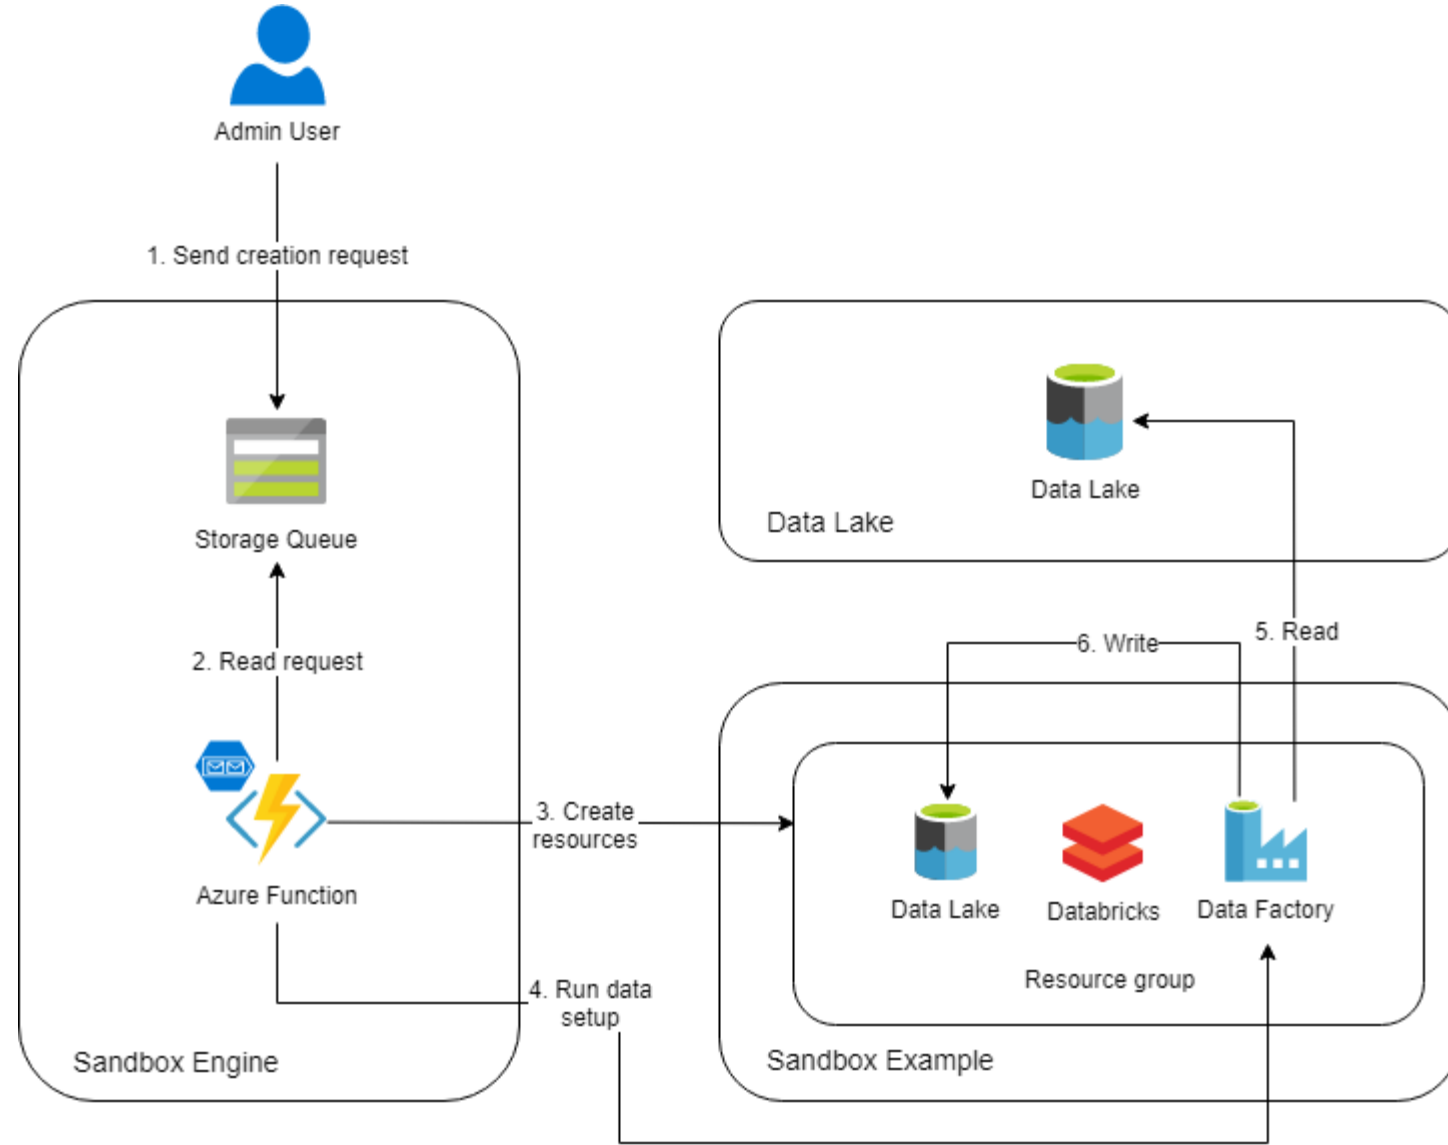 Admin User
1. Send creation request
Storage Queue
Data Lake
Data Lake
2. Read request
6. Write
5. Read
3. Create
resources
Azure Function
Data Lake
Databricks
Data Factory
Resource group
4. Run data
setup
Sandbox Engine
Sandbox Example